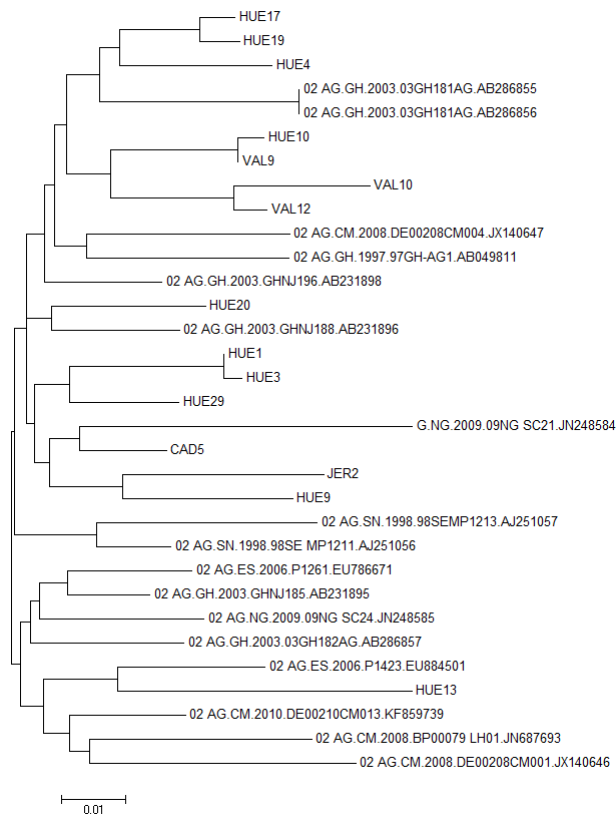 HUE17
HUE19
HUE4
02 AG.GH.2003.03GH181AG.AB286855
02 AG.GH.2003.03GH181AG.AB286856
HUE10
VAL9
VAL10
VAL12
02 AG.CM.2008.DE00208CM004.JX140647
02 AG.GH.1997.97GH-AG1.AB049811
02 AG.GH.2003.GHNJ196.AB231898
HUE20
02 AG.GH.2003.GHNJ188.AB231896
HUE1
HUE3
HUE29
G.NG.2009.09NG SC21.JN248584
CAD5
JER2
HUE9
02 AG.SN.1998.98SEMP1213.AJ251057
02 AG.SN.1998.98SE MP1211.AJ251056
02 AG.ES.2006.P1261.EU786671
02 AG.GH.2003.GHNJ185.AB231895
02 AG.NG.2009.09NG SC24.JN248585
02 AG.GH.2003.03GH182AG.AB286857
02 AG.ES.2006.P1423.EU884501
HUE13
02 AG.CM.2010.DE00210CM013.KF859739
02 AG.CM.2008.BP00079 LH01.JN687693
02 AG.CM.2008.DE00208CM001.JX140646
0.01